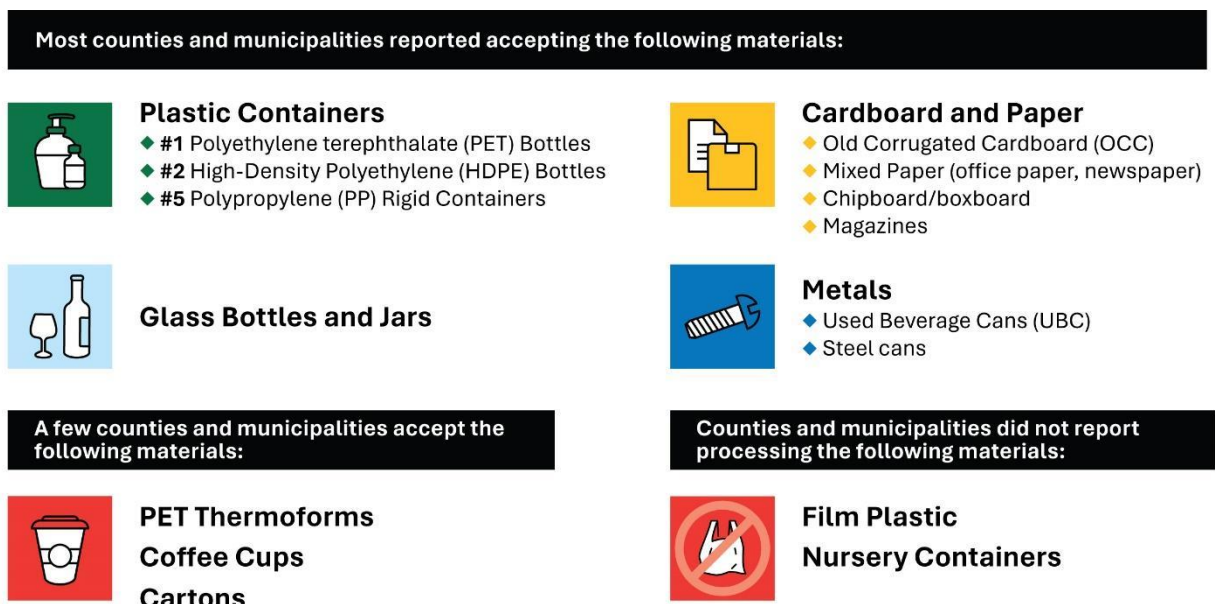 Most counties and municipalities reported accepting the following materials:
Plastic Containers
◆ #1 Polyethylene terephthalate (PET) Bottles
◆ #2 High-Density Polyethylene (HDPE) Bottles
◆ #5 Polypropylene (PP) Rigid Containers
Cardboard and Paper
◆ Old Corrugated Cardboard (OCC)
◆ Mixed Paper (office paper, newspaper)
◆ Chipboard/boxboard
◆ Magazines
Glass Bottles and Jars
Metals
◆ Used Beverage Cans (UBC)
◆ Steel cans
A few counties and municipalities accept the
following materials:
PET Thermoforms
Coffee Cups
Cartons
Counties and municipalities did not report
processing the following materials:
Film Plastic
Nursery Containers